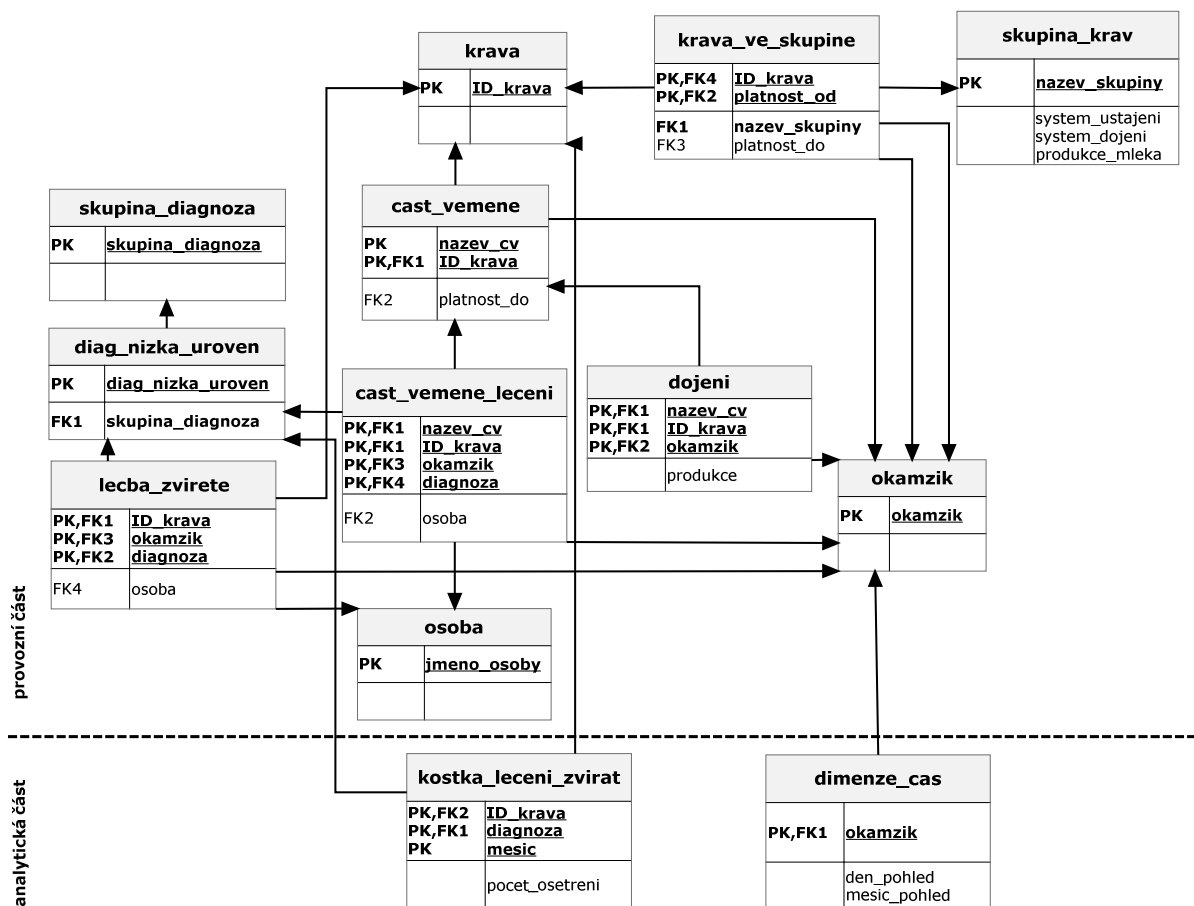 krava
PK ID_krava
krava_ve_skupine
PK,FK4 ID_krava
PK,FK2 platnost_od
FK1 nazev_skupiny
FK3 platnost_do
skupina_krav
PK nazev_skupiny
system_ustajeni
system_dojeni
produkce_mleka
skupina_diagnoza
PK skupina_diagnoza
cast_vemene
PK nazev_cv
PK,FK1 ID_krava
FK2 platnost_do
diag_nizka_uroven
PK diag_nizka_uroven
FK1 skupina_diagnoza
cast_vemene_leceni
PK,FK1 nazev_cv
PK,FK1 ID_krava
PK,FK3 okamzik
PK,FK4 diagnoza
FK2 osoba
dojeni
PK,FK1 nazev_cv
PK,FK1 ID_krava
PK,FK2 okamzik
produkce
lecba_zvirete
PK,FK1 ID_krava
PK,FK3 okamzik
PK,FK2 diagnoza
FK4 osoba
okamzik
PK okamzik
osoba
PK jmeno_osoby
provozní část
analytická část
kostka_leceni_zvirat
PK,FK2 ID_krava
PK,FK1 diagnoza
PK mesic
pocet_osetreni
dimenze_cas
PK,FK1 okamzik
den_pohled
mesic_pohled